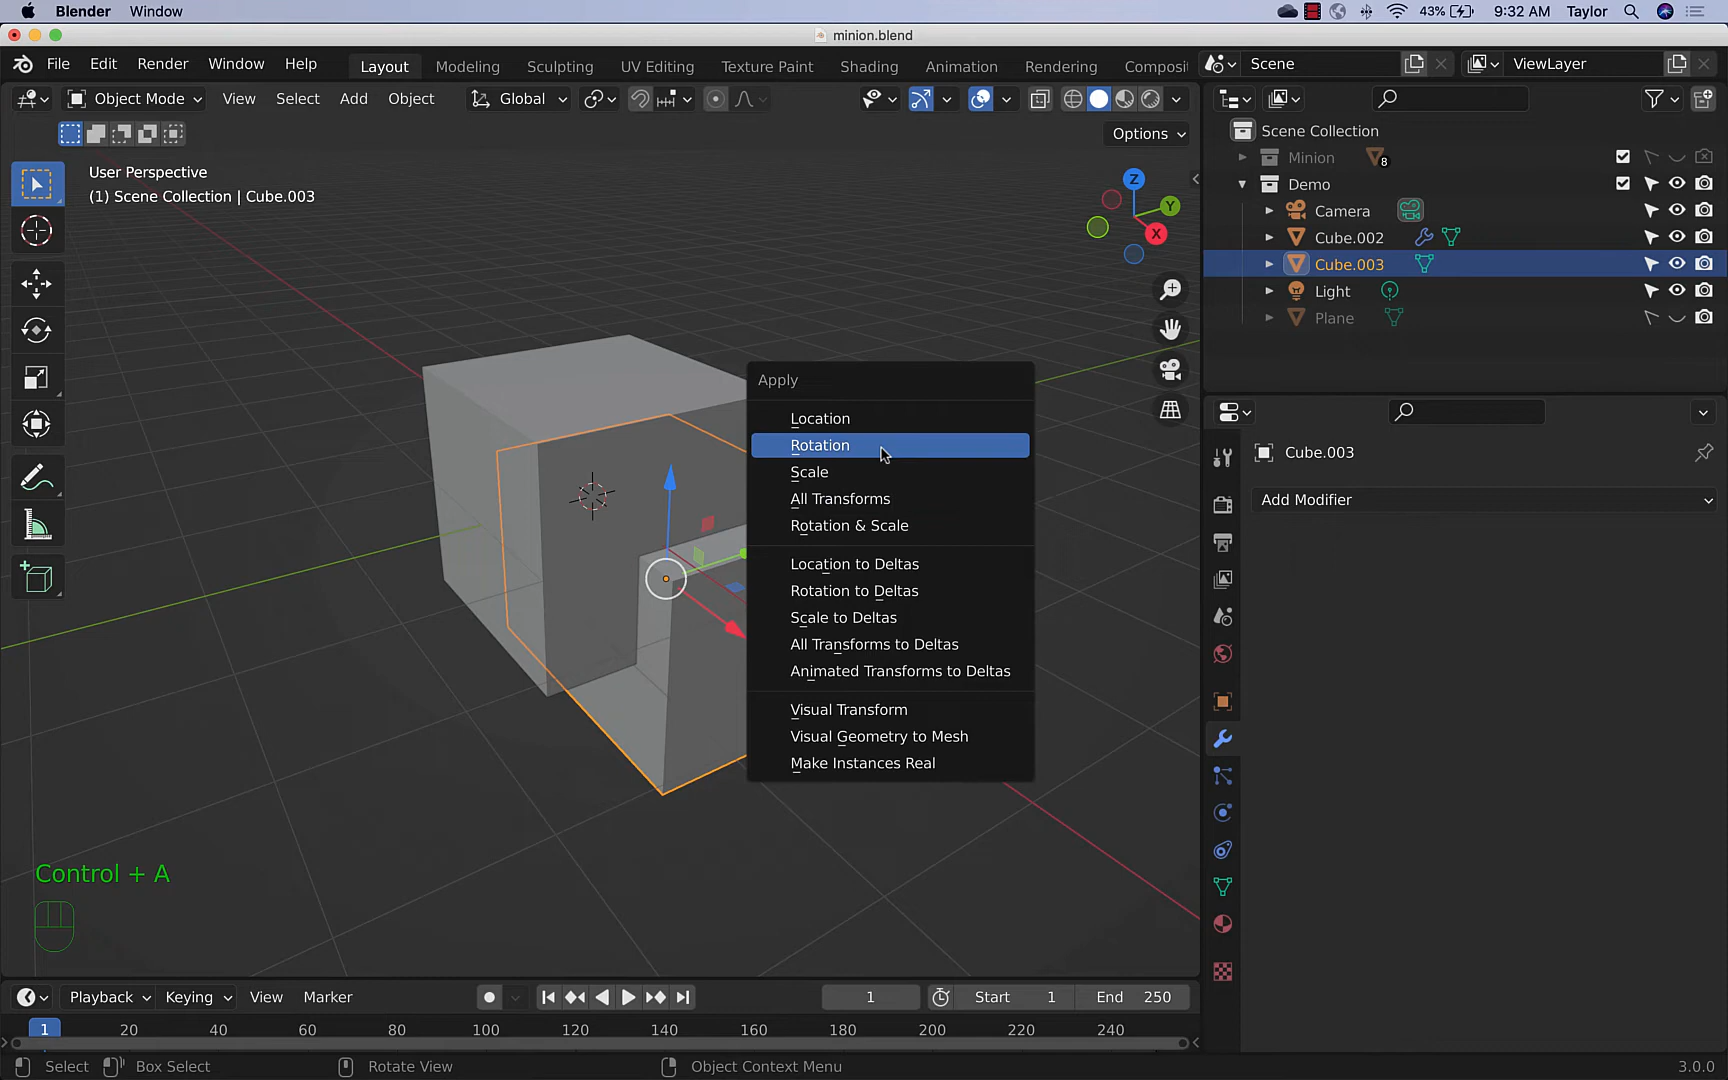 Blender Window 43% 9:32 AM Taylor
minion.blend
File Edit Render Window Help Layout Modeling Sculpting UV Editing Texture Paint Shading Animation Rendering Composit Scene ViewLayer
Object Mode View Select Add Object Global
Options
User Perspective
(1) Scene Collection | Cube.003
Z
Y
X
Scene Collection
Minion 8
Demo
Camera
Cube.002
Cube.003
Light
Plane
Apply
Location
Rotation
Scale
All Transforms
Rotation & Scale
Location to Deltas
Rotation to Deltas
Scale to Deltas
All Transforms to Deltas
Animated Transforms to Deltas
Visual Transform
Visual Geometry to Mesh
Make Instances Real
Cube.003
Add Modifier
Control + A
Playback Keying View Marker 1 Start 1 End 250
1 20 40 60 80 100 120 140 160 180 200 220 240
Select Box Select Rotate View Object Context Menu 3.0.0